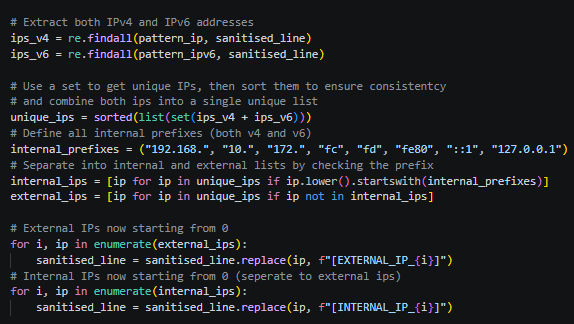 # Extract both IPv4 and IPv6 addresses
ips_v4 = re.findall(pattern_ip, sanitised_line)
ips_v6 = re.findall(pattern_ipv6, sanitised_line)
# Use a set to get unique IPs, then sort them to ensure consistentcy
# and combine both ips into a single unique list
unique_ips = sorted(list(set(ips_v4 + ips_v6)))
# Define all internal prefixes (both v4 and v6)
internal_prefixes = ("192.168.", "10.", "172.", "fc", "fd", "fe80", "::1", "127.0.0.1")
# Separate into internal and external lists by checking the prefix
internal_ips = [ip for ip in unique_ips if ip.lower().startswith(internal_prefixes)]
external_ips = [ip for ip in unique_ips if ip not in internal_ips]
# External IPs now starting from 0
for i, ip in enumerate(external_ips):
    sanitised_line = sanitised_line.replace(ip, f"[EXTERNAL_IP_{i}]")
# Internal IPs now starting from 0 (seperate to external ips)
for i, ip in enumerate(internal_ips):
    sanitised_line = sanitised_line.replace(ip, f"[INTERNAL_IP_{i}]")